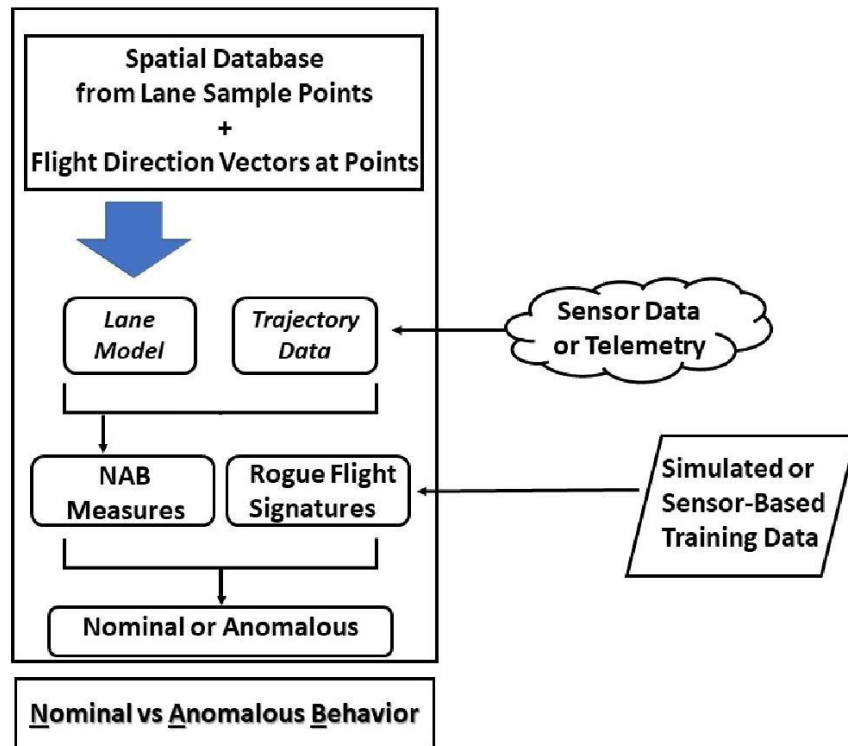 Spatial Database
from Lane Sample Points
+
Flight Direction Vectors at Points
Lane
Model
Trajectory
Data
Sensor Data
or Telemetry
NAB
Measures
Rogue Flight
Signatures
Simulated or
Sensor-Based
Training Data
Nominal or Anomalous
Nominal vs Anomalous Behavior